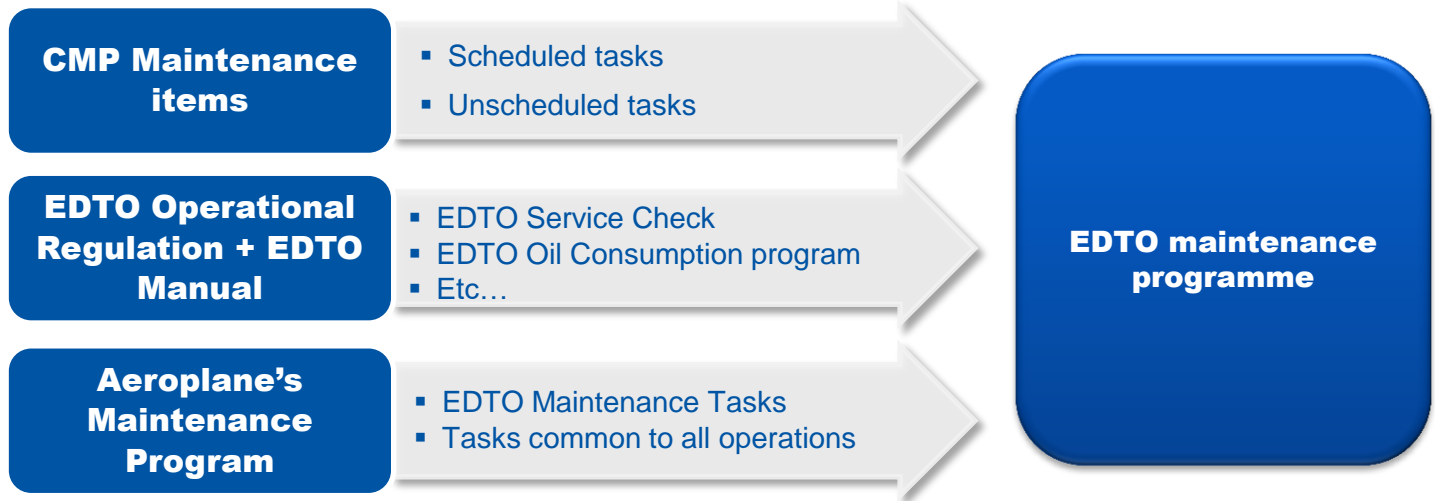 CMP Maintenance
items
▪ Scheduled tasks
▪ Unscheduled tasks
EDTO Operational
Regulation + EDTO
Manual
▪ EDTO Service Check
▪ EDTO Oil Consumption program
▪ Etc…
Aeroplane's
Maintenance
Program
▪ EDTO Maintenance Tasks
▪ Tasks common to all operations
EDTO maintenance
programme